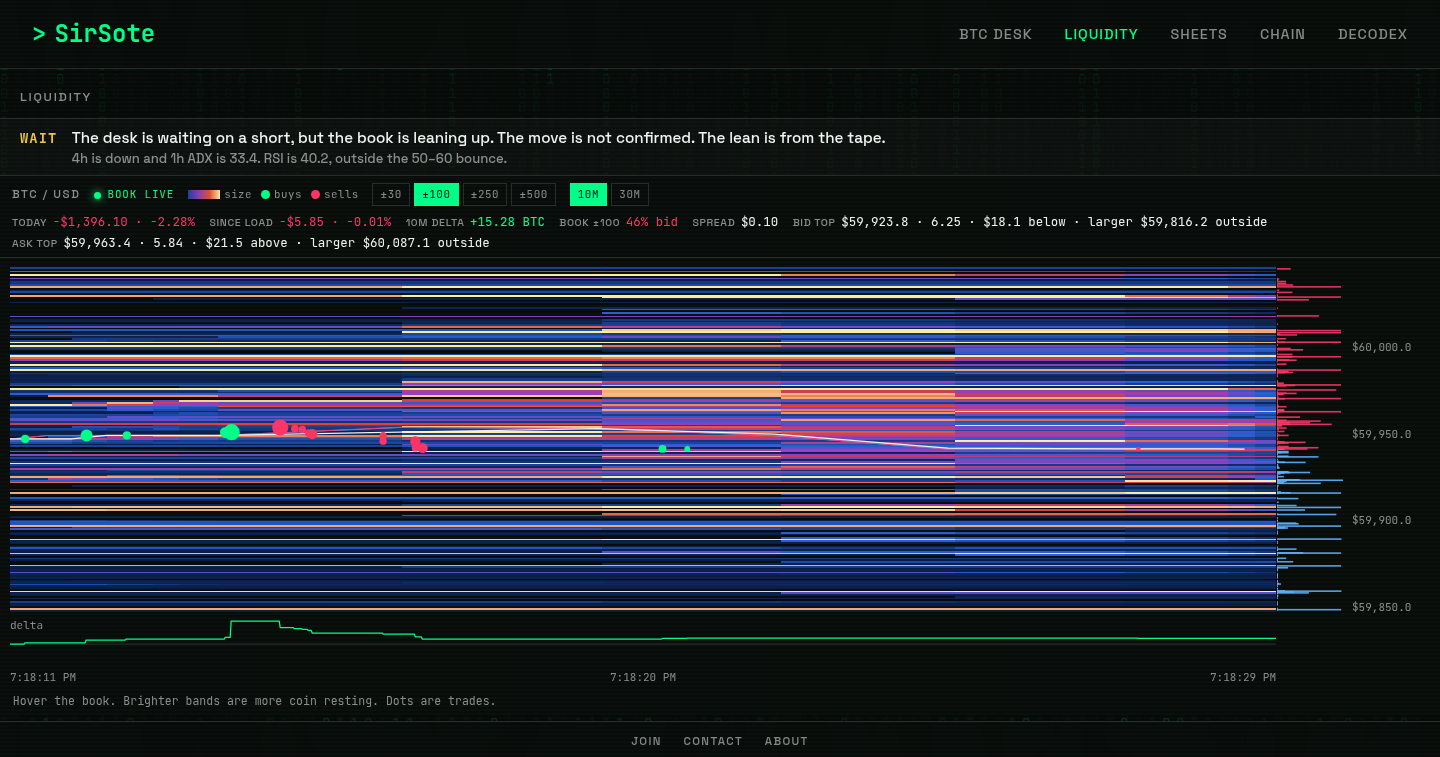 > SirSote
BTC DESK LIQUIDITY SHEETS CHAIN DECODEX
LIQUIDITY
WAIT The desk is waiting on a short, but the book is leaning up. The move is not confirmed. The lean is from the tape.
4h is down and 1h ADX is 33.4. RSI is 40.2, outside the 50–60 bounce.
BTC / USD BOOK LIVE size buys sells ±30 ±100 ±250 ±500 10M 30M
TODAY -$1,396.10 · -2.28% SINCE LOAD -$5.85 · -0.01% 10M DELTA +15.28 BTC BOOK ±100 46% bid SPREAD $0.10 BID TOP $59,923.8 · 6.25 · $18.1 below · larger $59,816.2 outside
ASK TOP $59,963.4 · 5.84 · $21.5 above · larger $60,087.1 outside
$60,000.0
$59,950.0
$59,900.0
$59,850.0
delta
7:18:11 PM 7:18:20 PM 7:18:29 PM
Hover the book. Brighter bands are more coin resting. Dots are trades.
JOIN CONTACT ABOUT